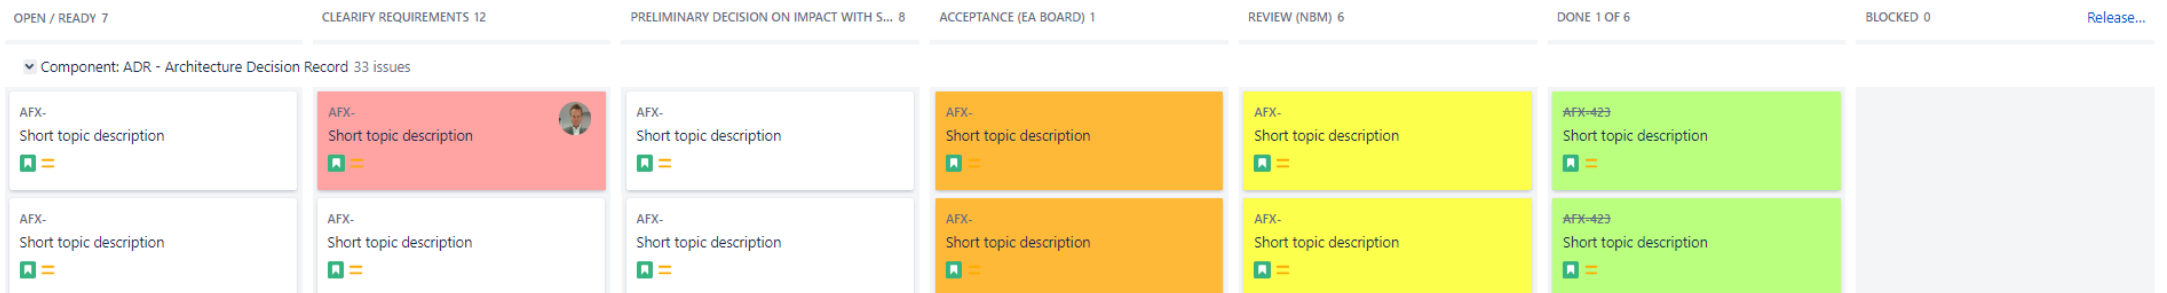 OPEN / READY 7
CLEARIFY REQUIREMENTS 12
PRELIMINARY DECISION ON IMPACT WITH S... 8
ACCEPTANCE (EA BOARD) 1
REVIEW (NBM) 6
DONE 1 OF 6
BLOCKED 0
Release...
Component: ADR - Architecture Decision Record 33 issues
AFX-
Short topic description
AFX-
Short topic description
AFX-
Short topic description
AFX-
Short topic description
AFX-
Short topic description
AFX-423
Short topic description
AFX-
Short topic description
AFX-
Short topic description
AFX-
Short topic description
AFX-
Short topic description
AFX-
Short topic description
AFX-423
Short topic description